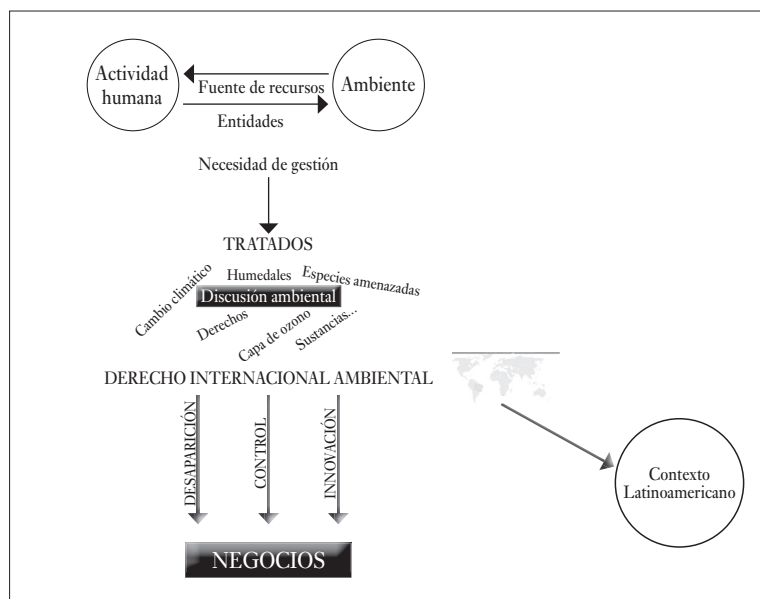 Actividad
humana
Fuente de recursos
Ambiente
Entidades
Necesidad de gestión
TRATADOS
Cambio climático
Humedales
Especies amenazadas
Discusión ambiental
Derechos
Capa de ozono
Sustancias...
DERECHO INTERNACIONAL AMBIENTAL
DESAPARICIÓN
CONTROL
INNOVACIÓN
Contexto
Latinoamericano
NEGOCIOS